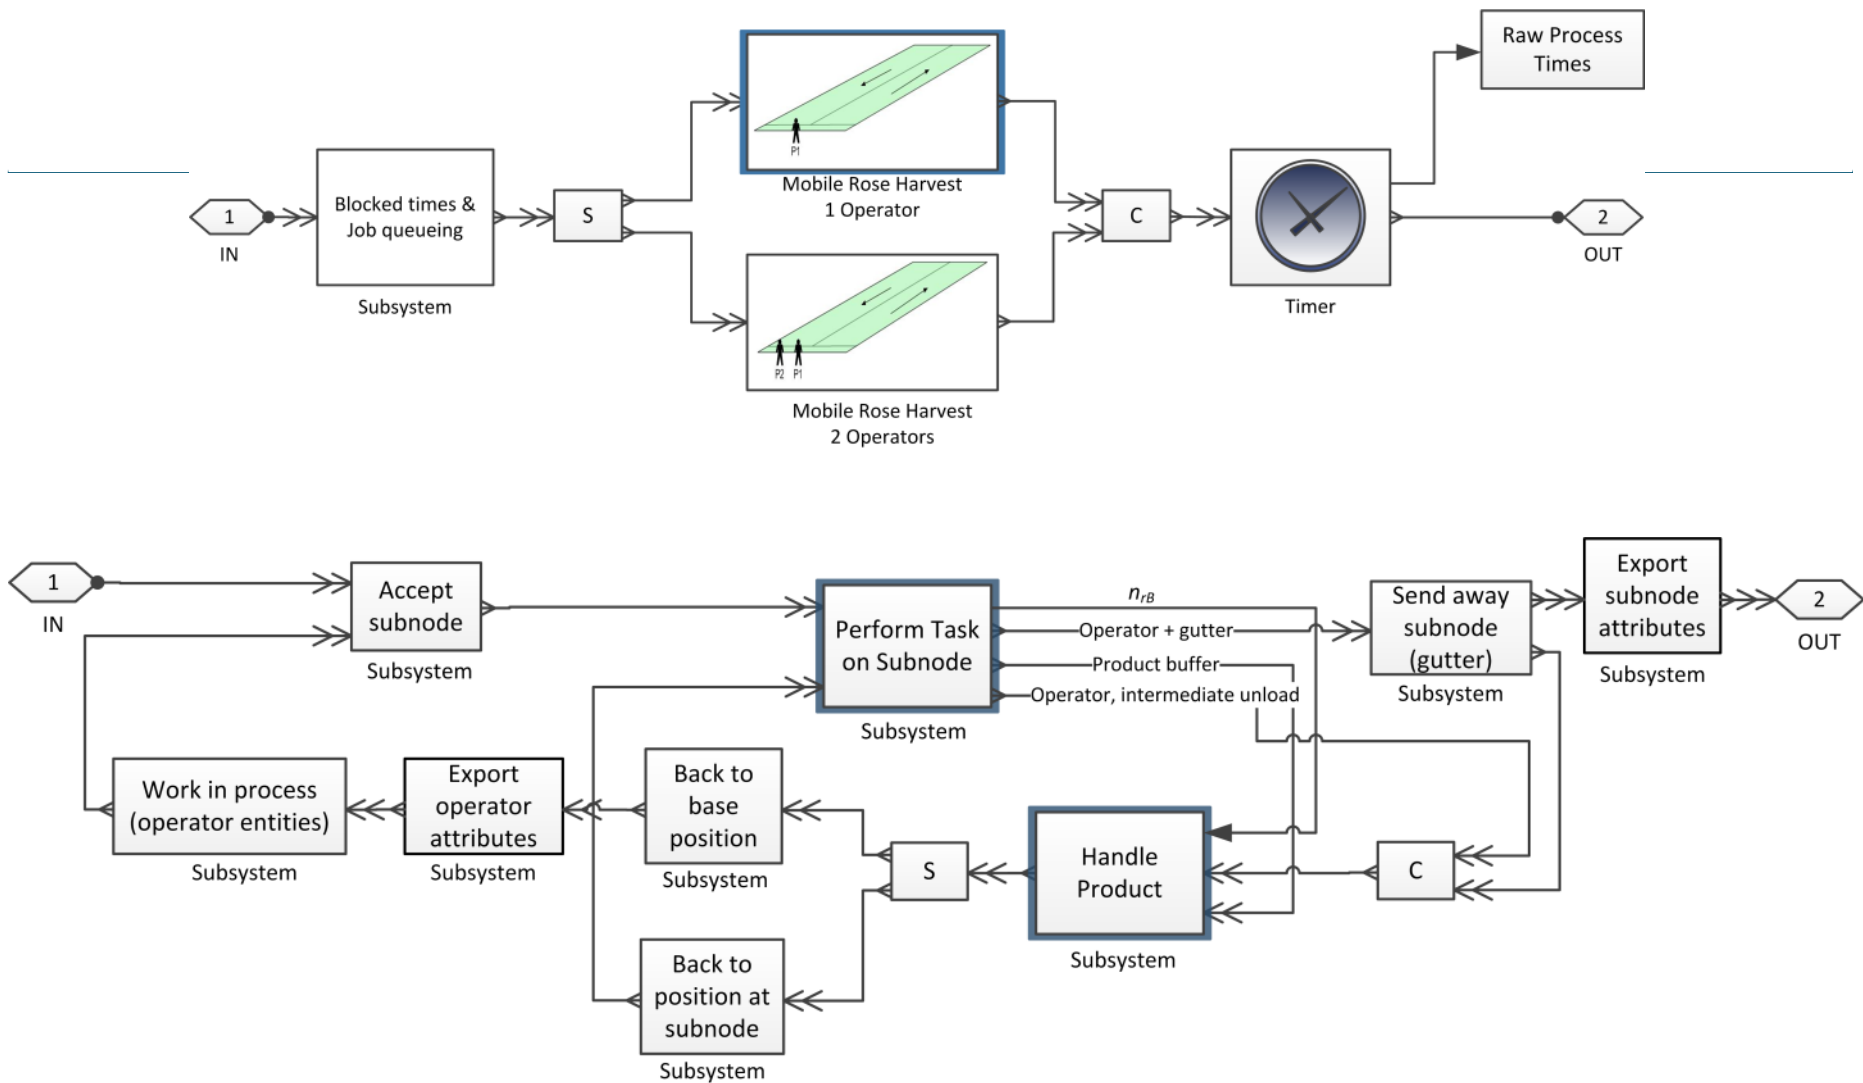 Raw Process
Times
Blocked times &
Job queueing
Subsystem
1
IN
S
P1
Mobile Rose Harvest
1 Operator
P2 P1
Mobile Rose Harvest
2 Operators
C
Timer
2
OUT
1
IN
Accept
subnode
Subsystem
Perform Task
on Subnode
Subsystem
nrB
Operator + gutter
Product buffer
Operator, intermediate unload
Send away
subnode
(gutter)
Subsystem
Export
subnode
attributes
Subsystem
2
OUT
Work in process
(operator entities)
Subsystem
Export
operator
attributes
Subsystem
Back to
base
position
Subsystem
S
Handle
Product
Subsystem
C
Back to
position at
subnode
Subsystem